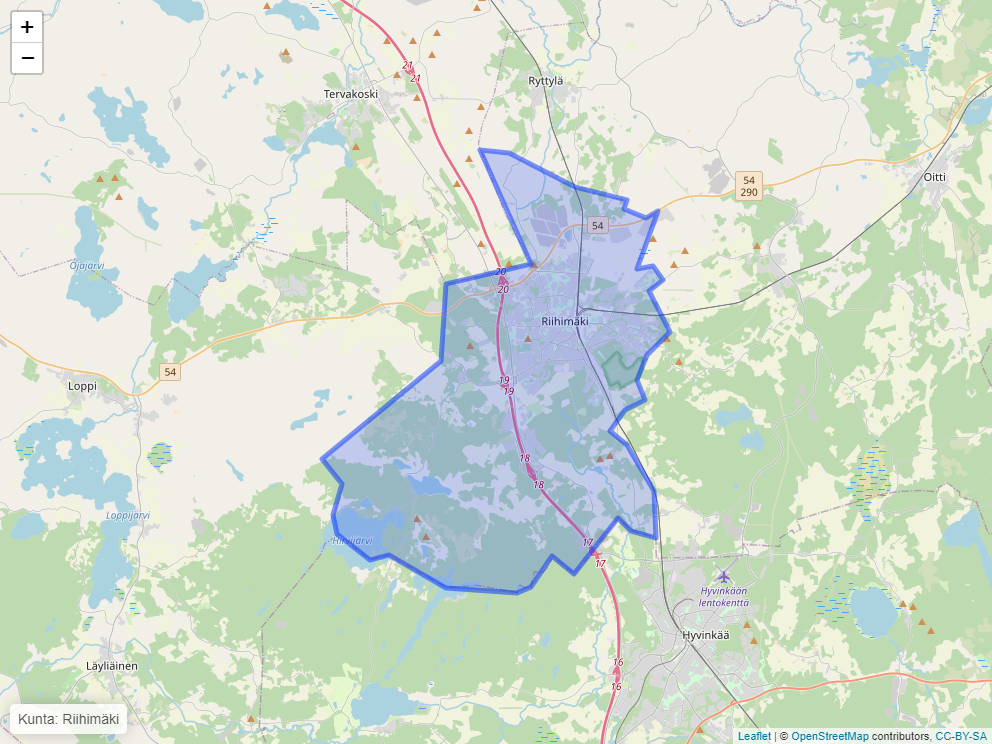 +
−
21
21
Ryttylä
Tervakoski
54
290
Oitti
54
Ojajärvi
20
20
Riihimäki
54
Loppi
19
19
18
18
Loppijärvi
Hirvijärvi
17
17
Hyvinkään
lentokenttä
Hyvinkää
16
16
Läyliäinen
Kunta: Riihimäki
Leaflet | © OpenStreetMap contributors, CC-BY-SA